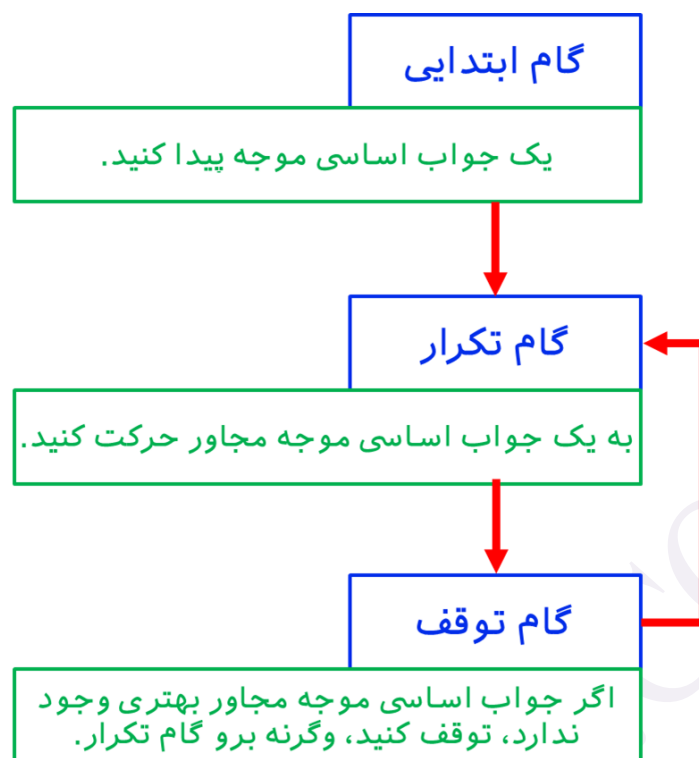 گام ابتدایی
یک جواب اساسی موجه پیدا کنید.
گام تکرار
به یک جواب اساسی موجه مجاور حرکت کنید.
گام توقف
اگر جواب اساسی موجه مجاور بهتری وجود
ندارد، توقف کنید، وگرنه برو گام تکرار.